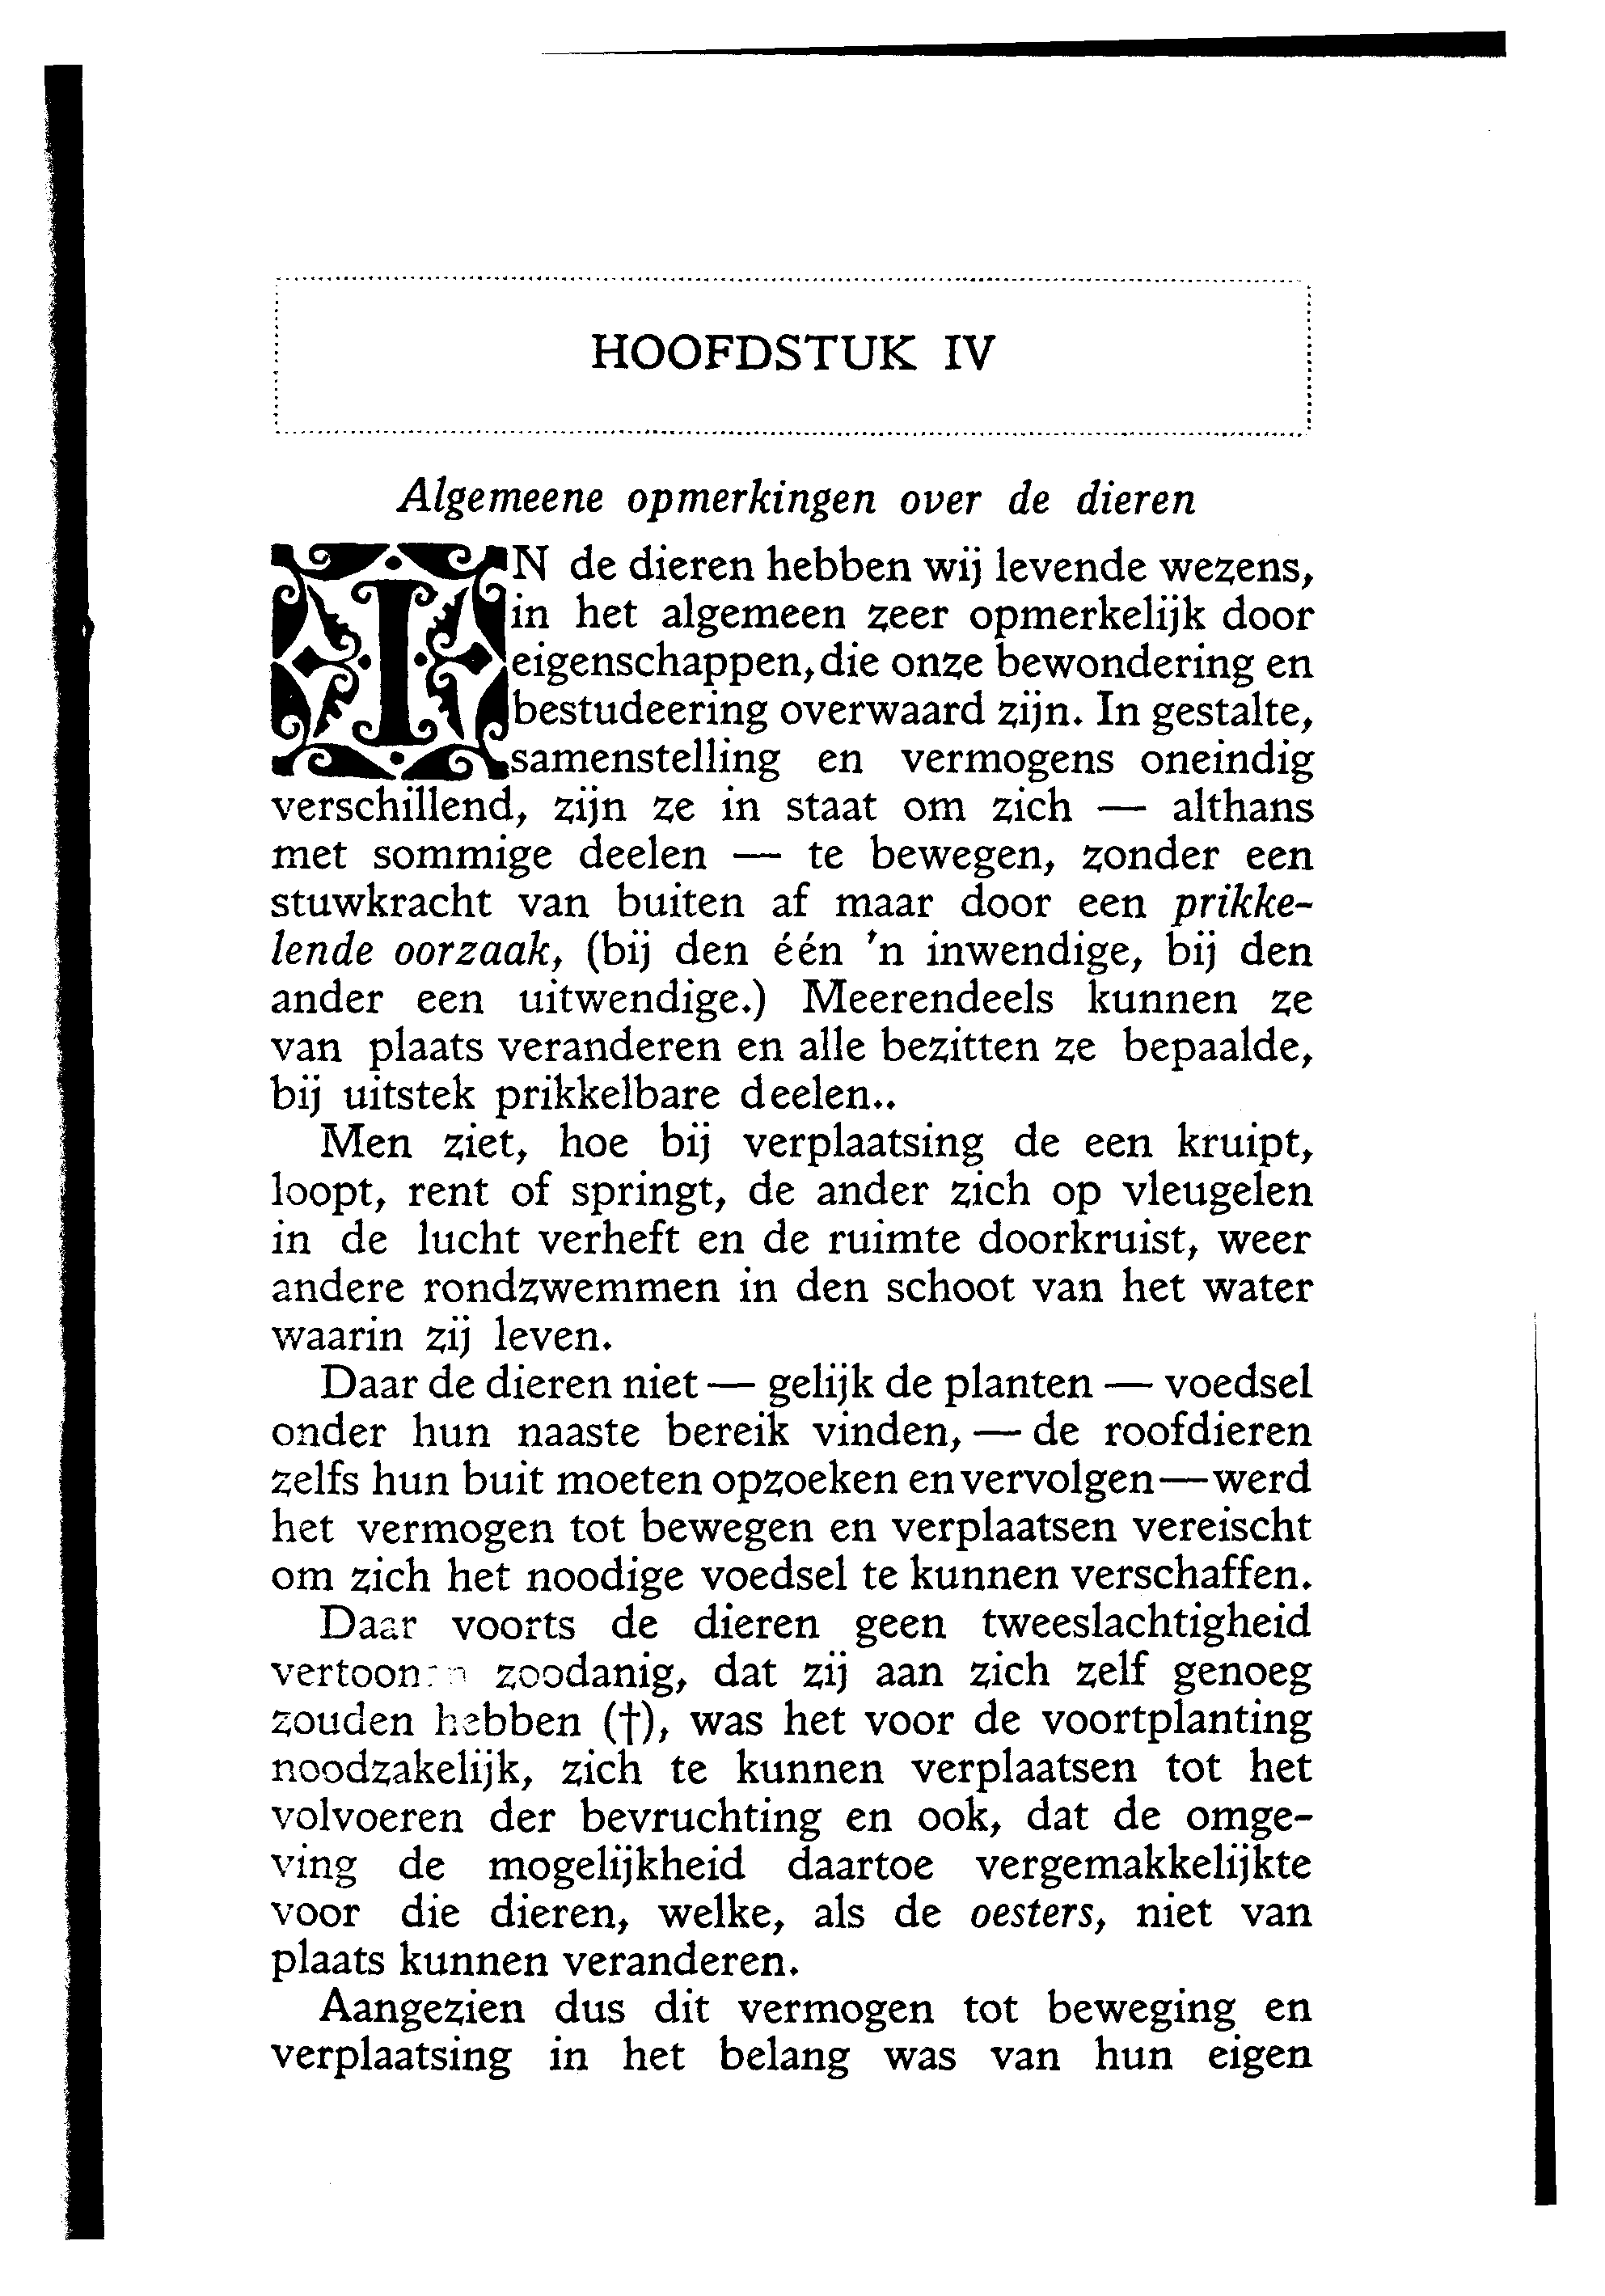 HOOFDSTUK IV
Algemeene opmerkingen over de dieren
IN de dieren hebben wij levende wezens,
in het algemeen zeer opmerkelijk door
eigenschappen, die onze bewondering en
bestudeering overwaard zijn. In gestalte,
samenstelling en vermogens oneindig
verschillend, zijn ze in staat om zich — althans
met sommige deelen — te bewegen, zonder een
stuwkracht van buiten af maar door een prikke-
lende oorzaak, (bij den één 'n inwendige, bij den
ander een uitwendige.) Meerendeels kunnen ze
van plaats veranderen en alle bezitten ze bepaalde,
bij uitstek prikkelbare deelen..
Men ziet, hoe bij verplaatsing de een kruipt,
loopt, rent of springt, de ander zich op vleugelen
in de lucht verheft en de ruimte doorkruist, weer
andere rondzwemmen in den schoot van het water
waarin zij leven.
Daar de dieren niet — gelijk de planten — voedsel
onder hun naaste bereik vinden, — de roofdieren
zelfs hun buit moeten opzoeken en vervolgen — werd
het vermogen tot bewegen en verplaatsen vereischt
om zich het noodige voedsel te kunnen verschaffen.
Daar voorts de dieren geen tweeslachtigheid
vertoonen zoodanig, dat zij aan zich zelf genoeg
zouden hebben (†), was het voor de voortplanting
noodzakelijk, zich te kunnen verplaatsen tot het
volvoeren der bevruchting en ook, dat de omge-
ving de mogelijkheid daartoe vergemakkelijkte
voor die dieren, welke, als de oesters, niet van
plaats kunnen veranderen.
Aangezien dus dit vermogen tot beweging en
verplaatsing in het belang was van hun eigen